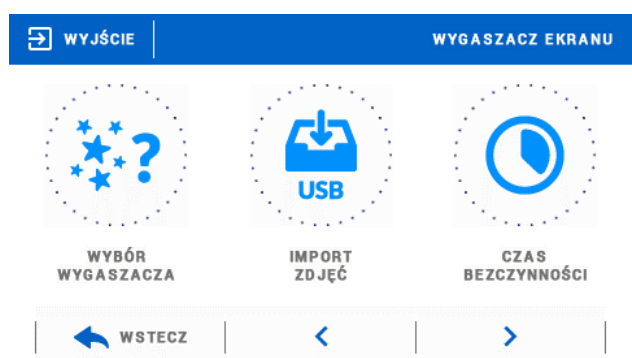 WYJŚCIE
WYGASZACZ EKRANU
?
USB
WYBÓR
WYGASZACZA
IMPORT
ZDJĘĆ
CZAS
BEZCZYNNOŚCI
WSTECZ